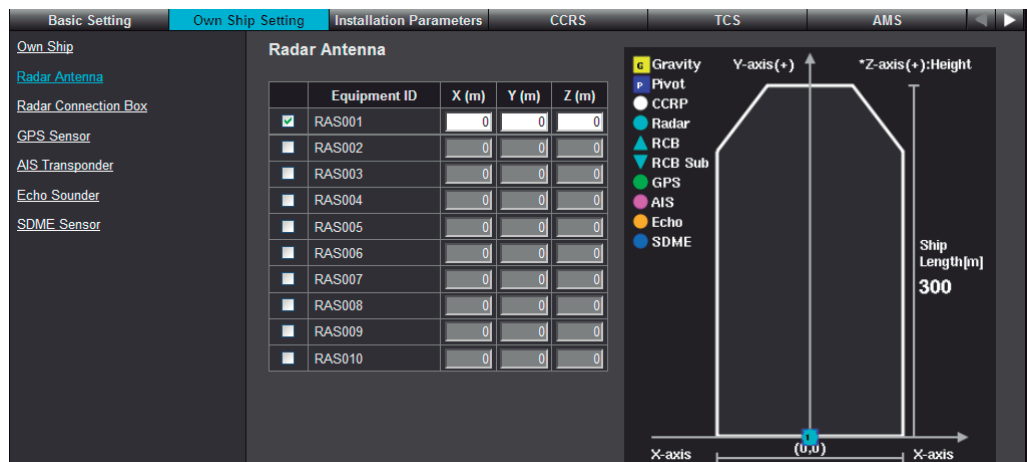 Basic Setting Own Ship Setting Installation Parameters CCRS TCS AMS
Own Ship
Radar Antenna
Radar Connection Box
GPS Sensor
AIS Transponder
Echo Sounder
SDME Sensor
Radar Antenna
Equipment ID X (m) Y (m) Z (m)
RAS001 0 0 0
RAS002 0 0 0
RAS003 0 0 0
RAS004 0 0 0
RAS005 0 0 0
RAS006 0 0 0
RAS007 0 0 0
RAS008 0 0 0
RAS009 0 0 0
RAS010 0 0 0
G Gravity
P Pivot
CCRP
Radar
RCB
RCB Sub
GPS
AIS
Echo
SDME
Y-axis(+) *Z-axis(+):Height
Ship
Length[m]
300
(0,0)
X-axis X-axis